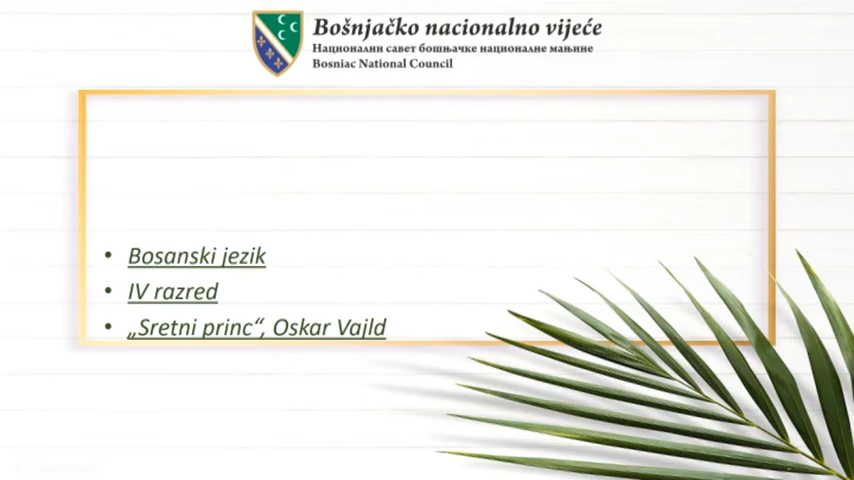 Bošnjačko nacionalno vijeće
Национални савет бошњачке националне мањине
Bosniac National Council
• Bosanski jezik
• IV razred
• „Sretni princ“, Oskar Vajld